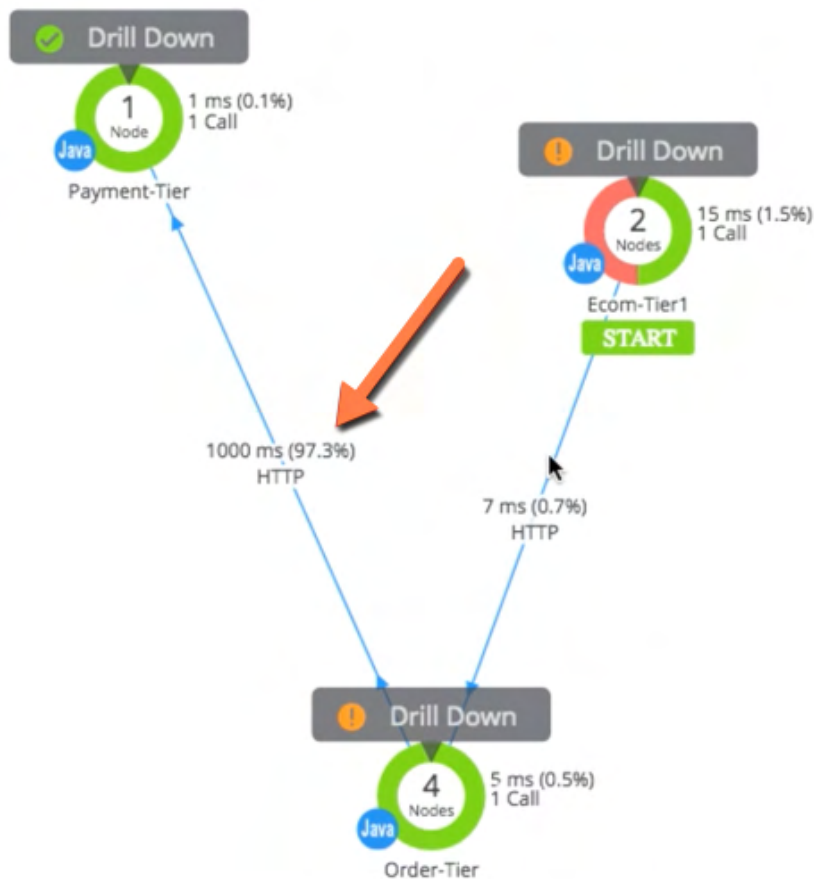 Drill Down
1
Node
1 ms (0.1%)
1 Call
Java
Payment-Tier
Drill Down
2
Nodes
15 ms (1.5%)
1 Call
Java
Ecom-Tier1
START
1000 ms (97.3%)
HTTP
7 ms (0.7%)
HTTP
Drill Down
4
Nodes
5 ms (0.5%)
1 Call
Java
Order-Tier